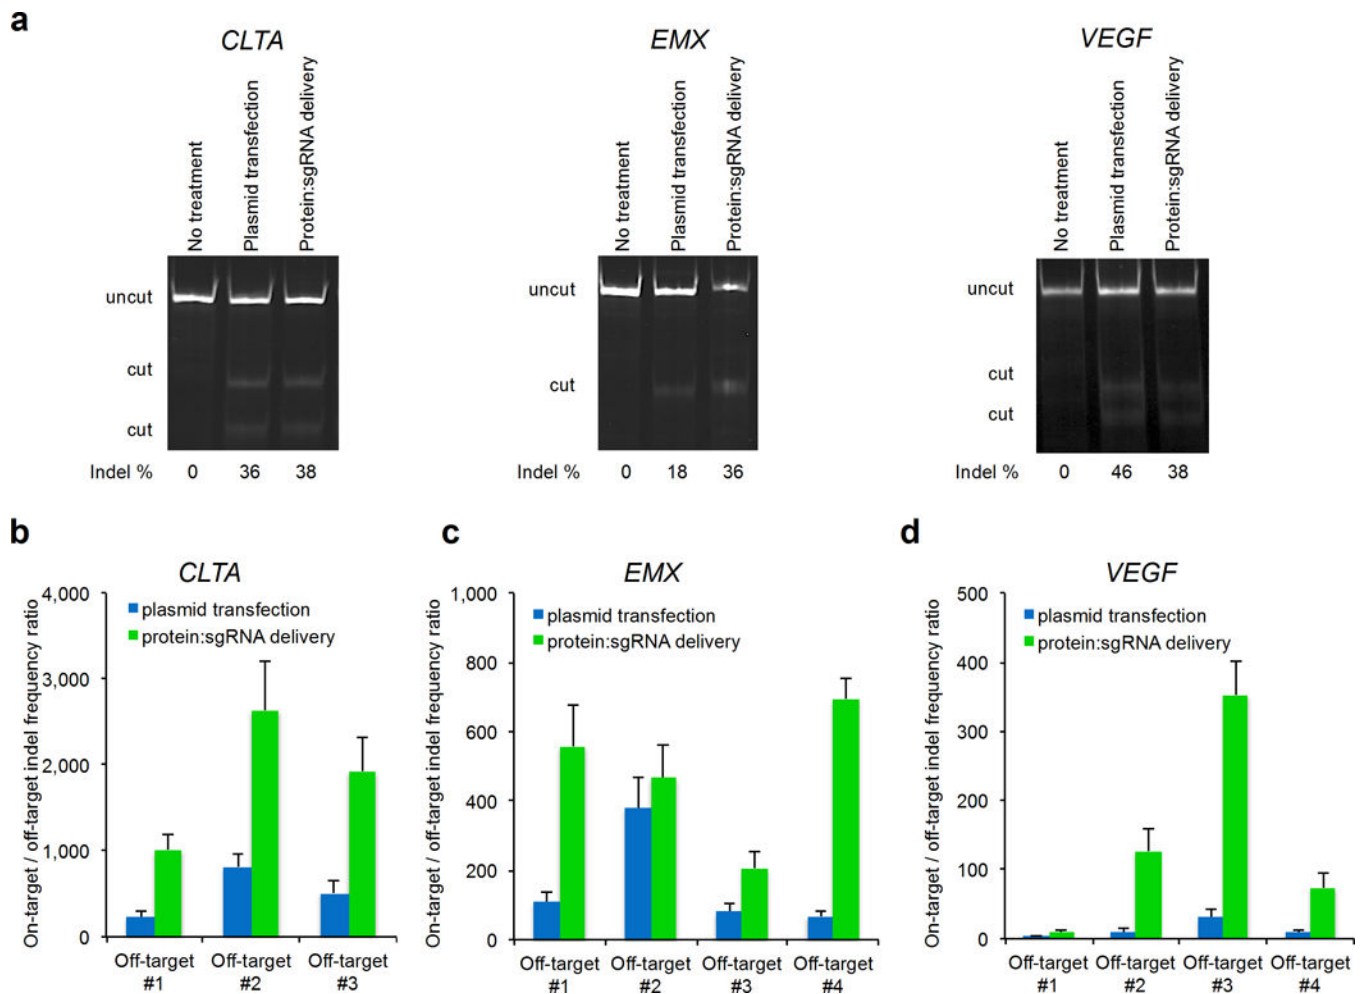 a
CLTA
EMX
VEGF
No treatment
Plasmid transfection
Protein:sgRNA delivery
No treatment
Plasmid transfection
Protein:sgRNA delivery
No treatment
Plasmid transfection
Protein:sgRNA delivery
uncut
cut
cut
Indel % 0 36 38
uncut
cut
Indel % 0 18 36
uncut
cut
cut
Indel % 0 46 38
b
CLTA
On-target / off-target indel frequency ratio
4,000
3,000
2,000
1,000
0
plasmid transfection
protein:sgRNA delivery
Off-target Off-target Off-target
#1 #2 #3
c
EMX
On-target / off-target indel frequency ratio
1,000
800
600
400
200
0
plasmid transfection
protein:sgRNA delivery
Off-target Off-target Off-target Off-target
#1 #2 #3 #4
d
VEGF
On-target / off-target indel frequency ratio
500
400
300
200
100
0
plasmid transfection
protein:sgRNA delivery
Off-target Off-target Off-target Off-target
#1 #2 #3 #4